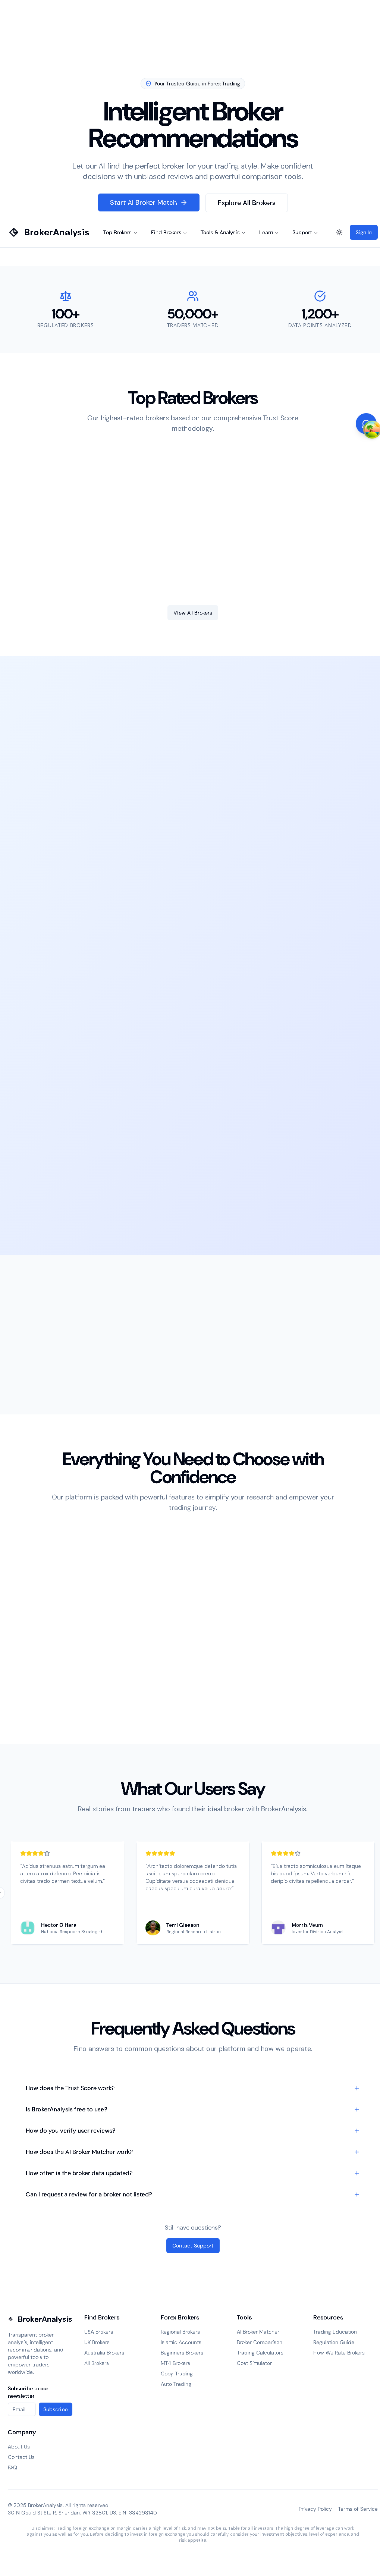 Your Trusted Guide in Forex Trading
Intelligent Broker
Recommendations
Let our AI find the perfect broker for your trading style. Make confident
decisions with unbiased reviews and powerful comparison tools.
Start AI Broker Match
Explore All Brokers
BrokerAnalysis
Top Brokers
Find Brokers
Tools & Analysis
Learn
Support
Sign In
100+
REGULATED BROKERS
50,000+
TRADERS MATCHED
1,200+
DATA POINTS ANALYZED
Top Rated Brokers
Our highest-rated brokers based on our comprehensive Trust Score
methodology.
View All Brokers
Everything You Need to Choose with
Confidence
Our platform is packed with powerful features to simplify your research and empower your
trading journey.
What Our Users Say
Real stories from traders who found their ideal broker with BrokerAnalysis.
"Acidus strenuus astrum tergum ea
attero atrox defendo. Perspiciatis
civitas trado carmen textus velum."
Hector O'Hara
National Response Strategist
"Architecto doloremque defendo tutis
ascit clam spero claro credo.
Cupiditate versus occaecati denique
caecus speculum cura volup adiuro."
Torri Gleason
Regional Research Liaison
"Eius tracto somniculosus eum eaque
bis quod ipsum. Verto verbum hic
decipio civitas repellendus carcer."
Morris Veum
Investor Division Analyst
Frequently Asked Questions
Find answers to common questions about our platform and how we operate.
How does the Trust Score work?
Is BrokerAnalysis free to use?
How do you verify user reviews?
How does the AI Broker Matcher work?
How often is the broker data updated?
Can I request a review for a broker not listed?
Still have questions?
Contact Support
BrokerAnalysis
Transparent broker
analysis, intelligent
recommendations, and
powerful tools to
empower traders
worldwide.
Subscribe to our
newsletter
Email
Subscribe
Company
About Us
Contact Us
FAQ
Find Brokers
USA Brokers
UK Brokers
Australia Brokers
All Brokers
Forex Brokers
Regional Brokers
Islamic Accounts
Beginners Brokers
MT4 Brokers
Copy Trading
Auto Trading
Tools
AI Broker Matcher
Broker Comparison
Trading Calculators
Cost Simulator
Resources
Trading Education
Regulation Guide
How We Rate Brokers
© 2025 BrokerAnalysis. All rights reserved.
30 N Gould St Ste R, Sheridan, WY 82801, US. EIN: 384298140
Privacy Policy
Terms of Service
Disclaimer: Trading foreign exchange on margin carries a high level of risk, and may not be suitable for all investors. The high degree of leverage can work
against you as well as for you. Before deciding to invest in foreign exchange you should carefully consider your investment objectives, level of experience, and
risk appetite.